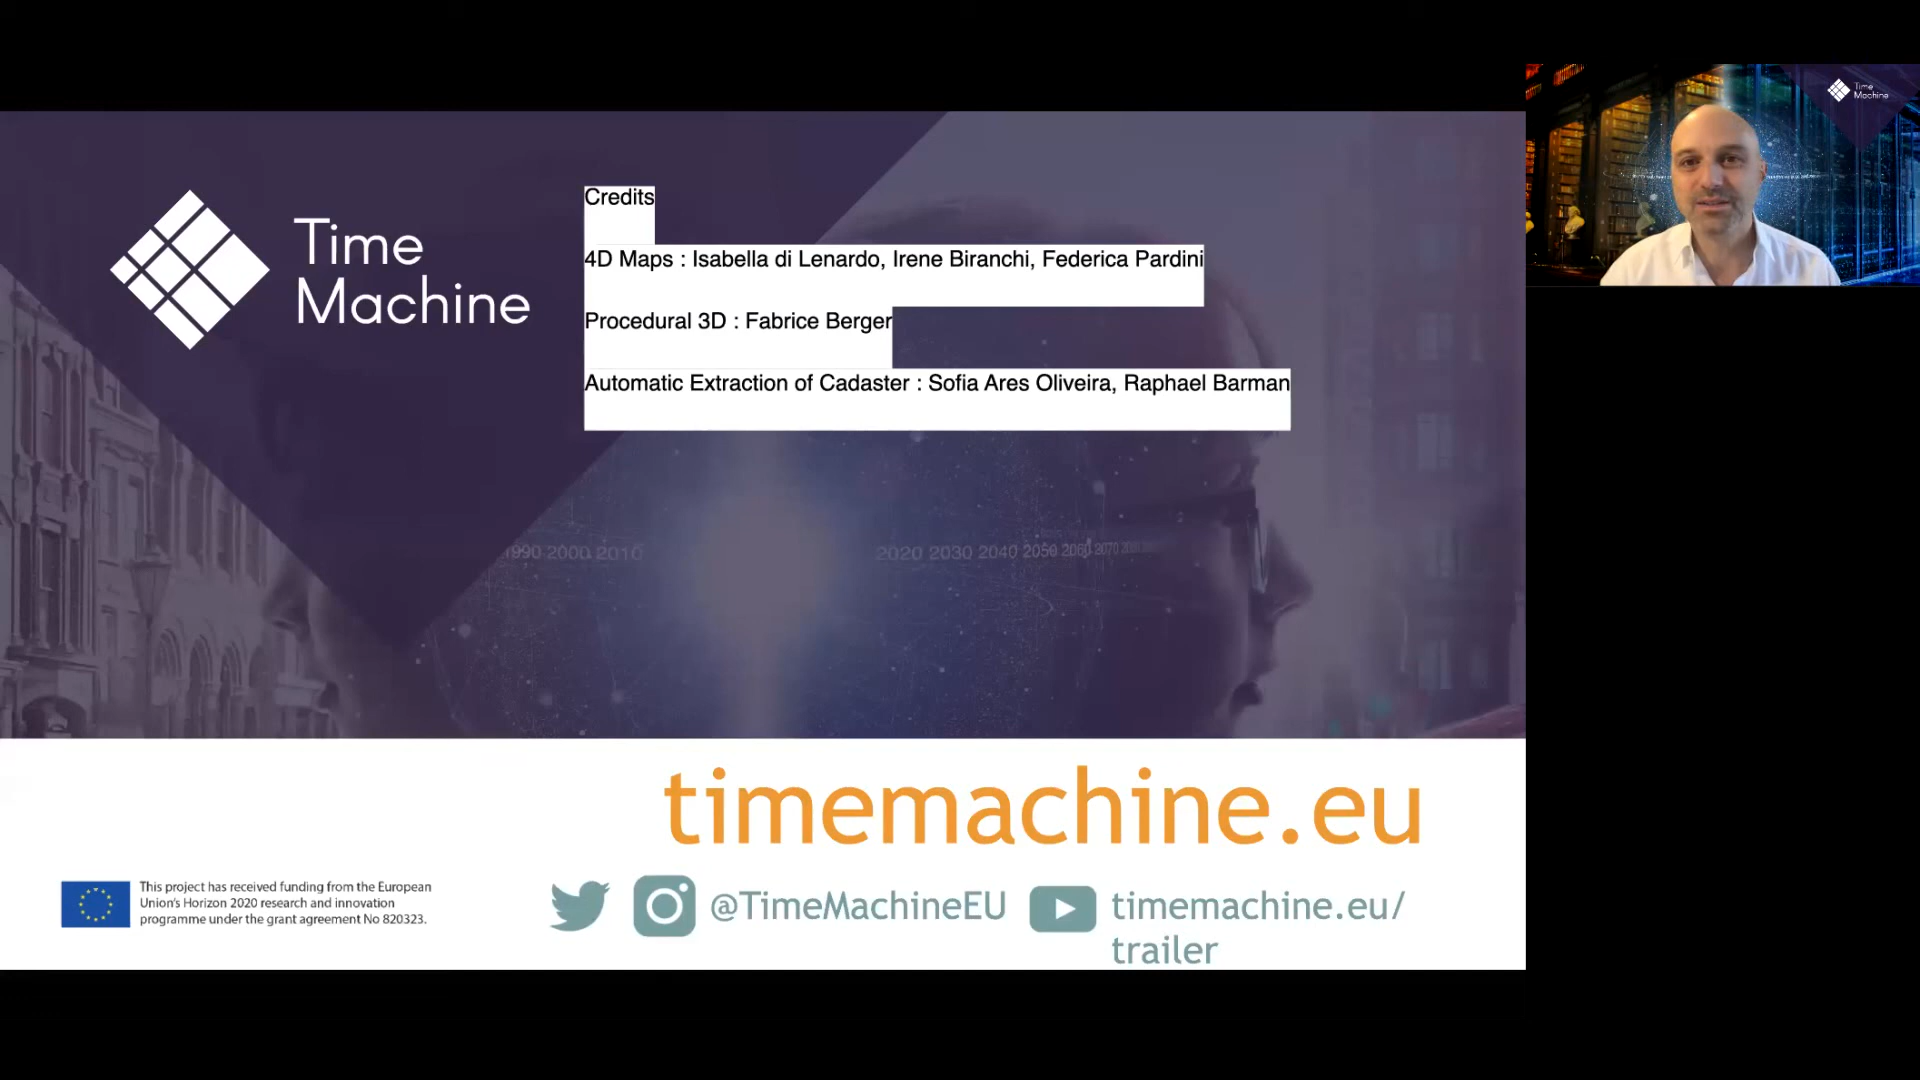 Time
Machine
Credits
4D Maps : Isabella di Lenardo, Irene Biranchi, Federica Pardini
Procedural 3D : Fabrice Berger
Automatic Extraction of Cadaster : Sofia Ares Oliveira, Raphael Barman
1990 2000 2010
2020 2030 2040 2050 2060 2070
timemachine.eu
This project has received funding from the European
Union's Horizon 2020 research and innovation
programme under the grant agreement No 820323.
@TimeMachineEU
timemachine.eu/
trailer
Time
Machine